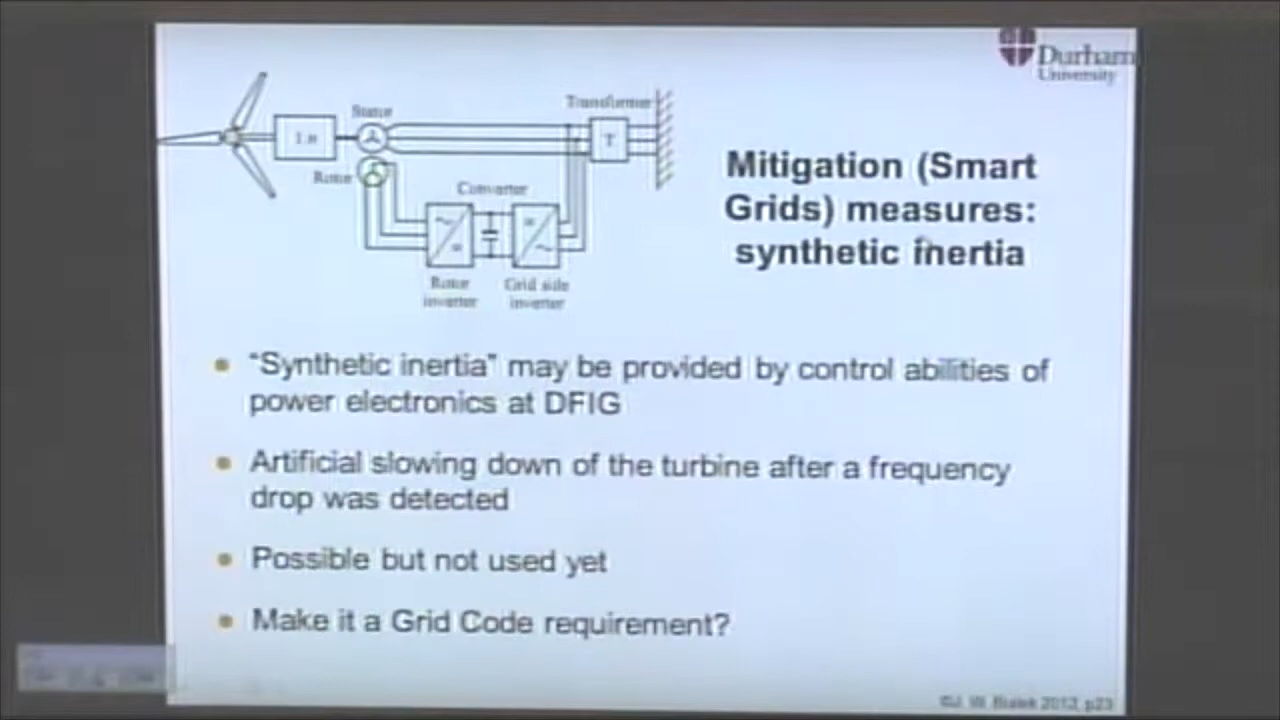 Durham
University
Stator
Transformer
T
Rotor
Converter
Rotor
inverter
Grid side
inverter
Mitigation (Smart
Grids) measures:
synthetic inertia
"Synthetic inertia" may be provided by control abilities of
power electronics at DFIG
Artificial slowing down of the turbine after a frequency
drop was detected
Possible but not used yet
Make it a Grid Code requirement?
©J. W. Bialek 2012, p23